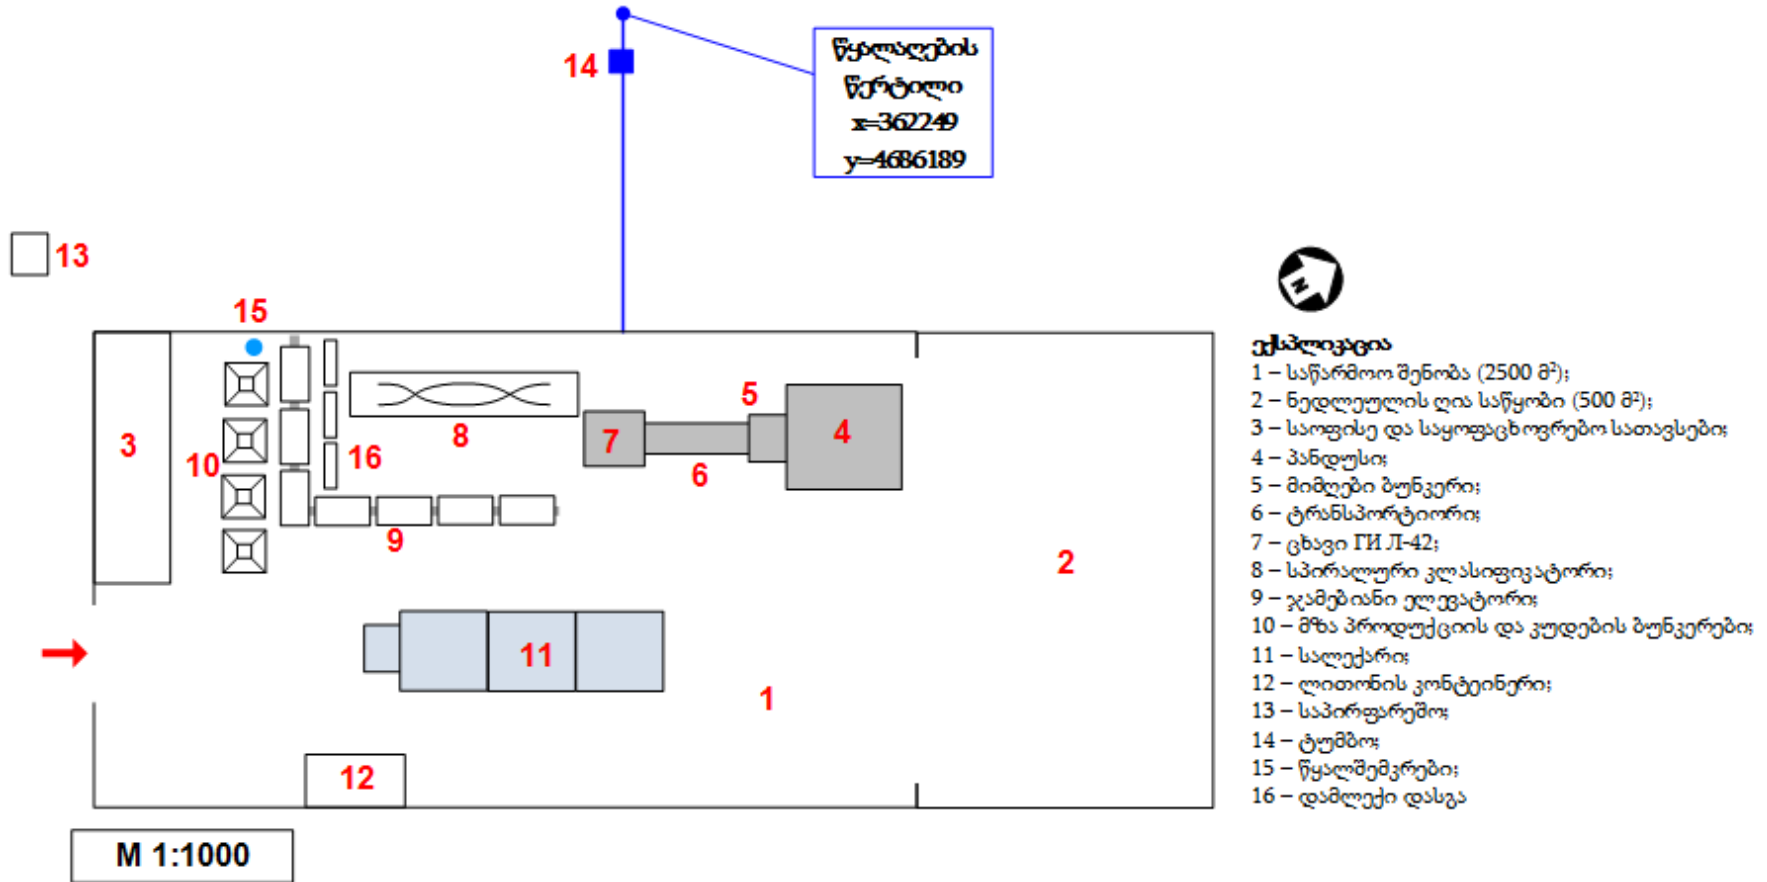 წყალაღების
წერტილი
x=362249
y=4686189
14
13
15
3
10
16
8
9
7
6
5
4
2
11
1
12
N
M 1:1000
ექსპლიკაცია
1 – საწარმოო შენობა (2500 მ²);
2 – ნედლეულის ღია საწყობი (500 მ²);
3 – საოფისე და საყოფაცხოვრებო სათავსები;
4 – პანდუსი;
5 – მიმღები ბუნკერი;
6 – ტრანსპორტიორი;
7 – ცხავი ГИЛ-42;
8 – სპირალური კლასიფიკატორი;
9 – ჯამებიანი ელევატორი;
10 – მზა პროდუქციის და კუდების ბუნკერები;
11 – სალექარი;
12 – ლითონის კონტეინერი;
13 – საპირფარეშო;
14 – ტუმბო;
15 – წყალშემკრები;
16 – დამლექი დასგა